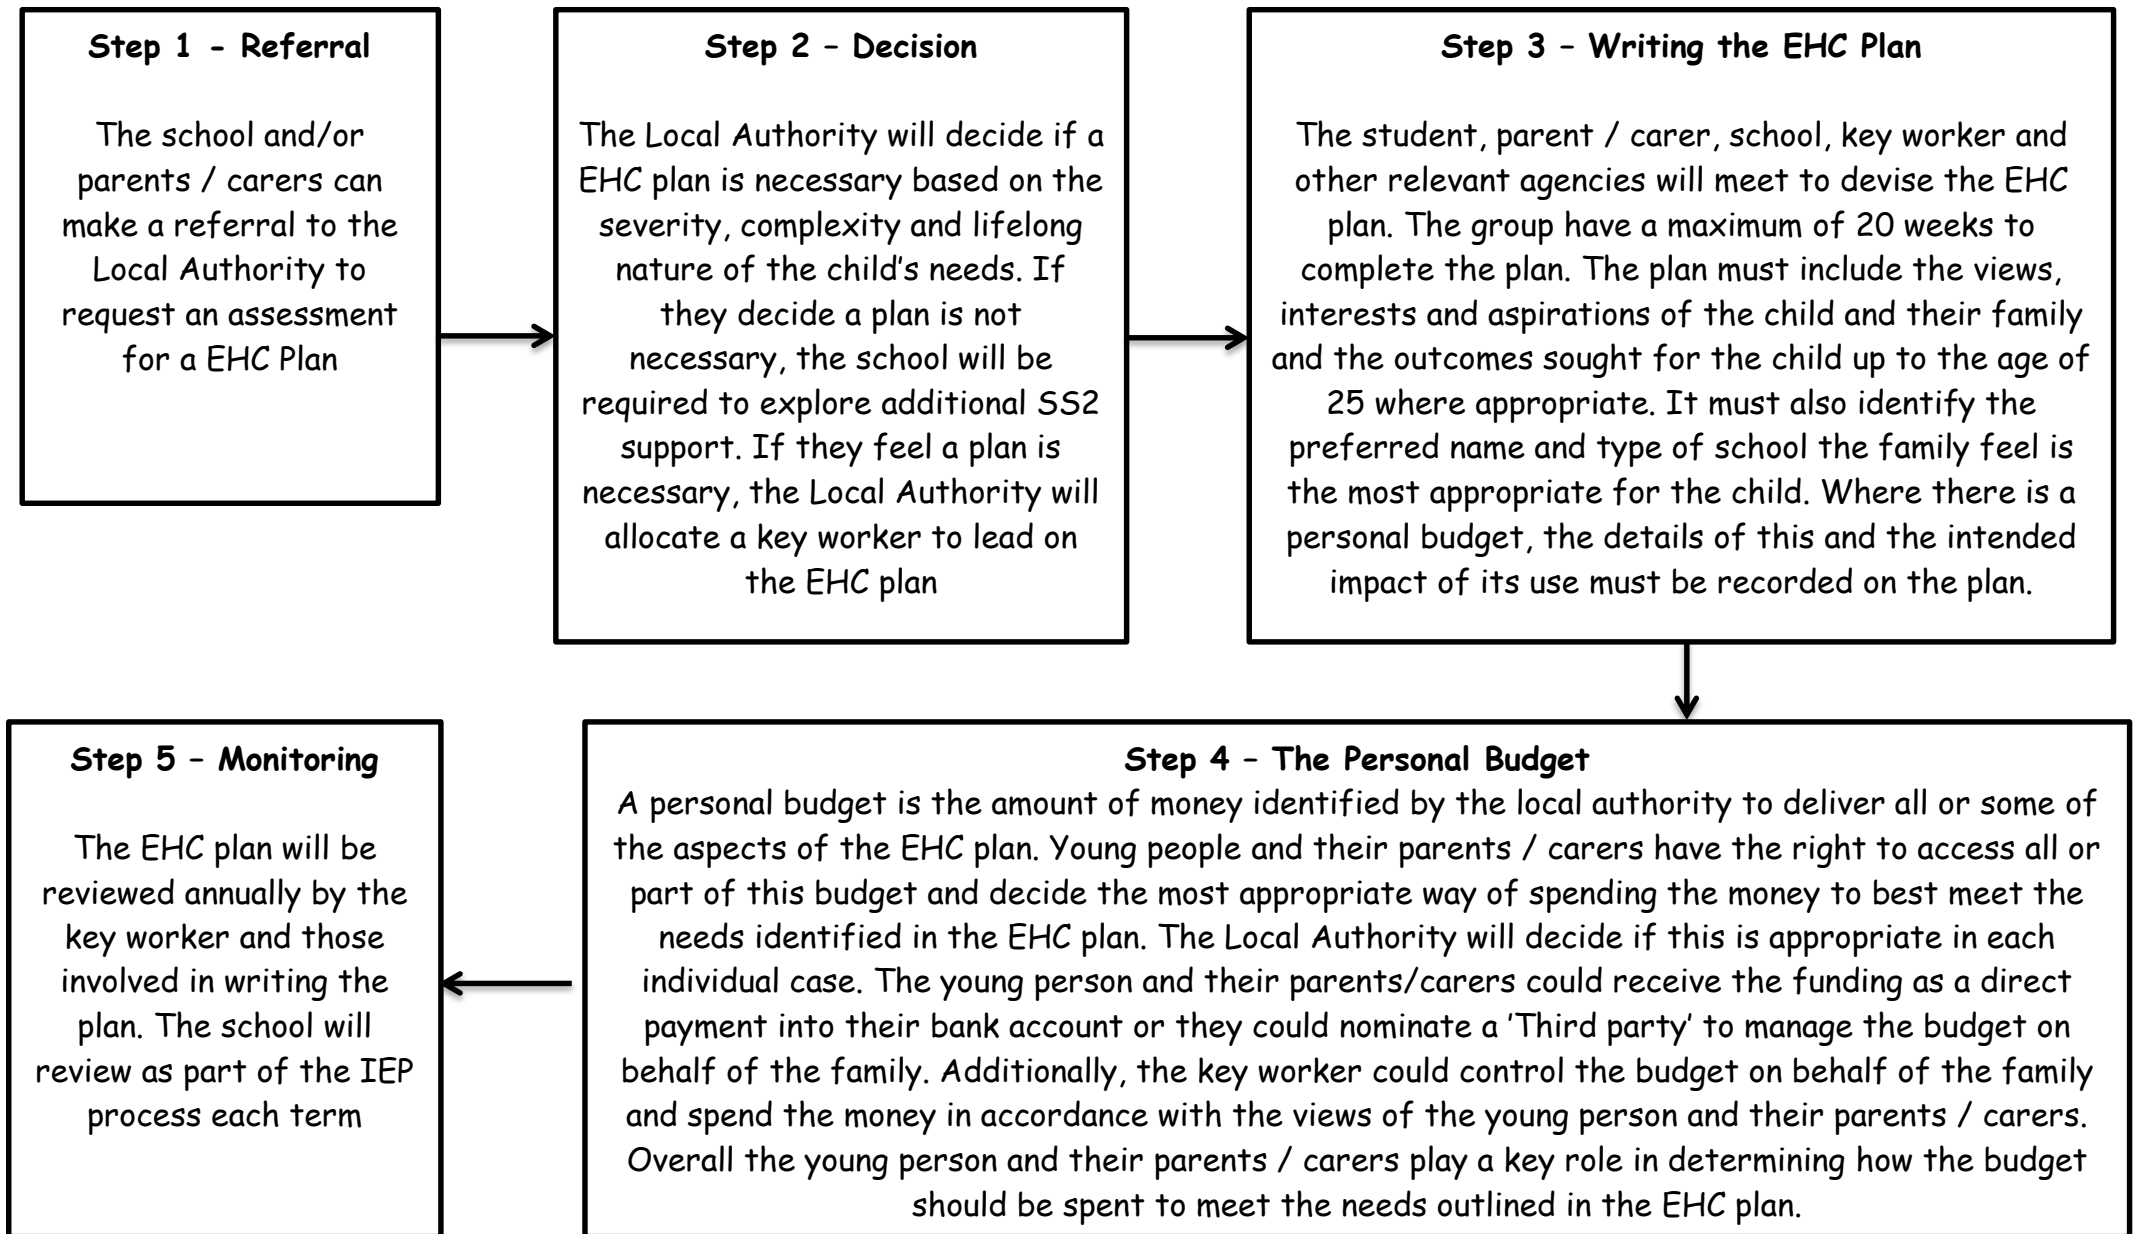 Step 1 - Referral
The school and/or
parents / carers can
make a referral to the
Local Authority to
request an assessment
for a EHC Plan
Step 2 – Decision
The Local Authority will decide if a
EHC plan is necessary based on the
severity, complexity and lifelong
nature of the child's needs. If
they decide a plan is not
necessary, the school will be
required to explore additional SS2
support. If they feel a plan is
necessary, the Local Authority will
allocate a key worker to lead on
the EHC plan
Step 3 – Writing the EHC Plan
The student, parent / carer, school, key worker and
other relevant agencies will meet to devise the EHC
plan. The group have a maximum of 20 weeks to
complete the plan. The plan must include the views,
interests and aspirations of the child and their family
and the outcomes sought for the child up to the age of
25 where appropriate. It must also identify the
preferred name and type of school the family feel is
the most appropriate for the child. Where there is a
personal budget, the details of this and the intended
impact of its use must be recorded on the plan.
Step 4 – The Personal Budget
A personal budget is the amount of money identified by the local authority to deliver all or some of
the aspects of the EHC plan. Young people and their parents / carers have the right to access all or
part of this budget and decide the most appropriate way of spending the money to best meet the
needs identified in the EHC plan. The Local Authority will decide if this is appropriate in each
individual case. The young person and their parents/carers could receive the funding as a direct
payment into their bank account or they could nominate a 'Third party' to manage the budget on
behalf of the family. Additionally, the key worker could control the budget on behalf of the family
and spend the money in accordance with the views of the young person and their parents / carers.
Overall the young person and their parents / carers play a key role in determining how the budget
should be spent to meet the needs outlined in the EHC plan.
Step 5 – Monitoring
The EHC plan will be
reviewed annually by the
key worker and those
involved in writing the
plan. The school will
review as part of the IEP
process each term